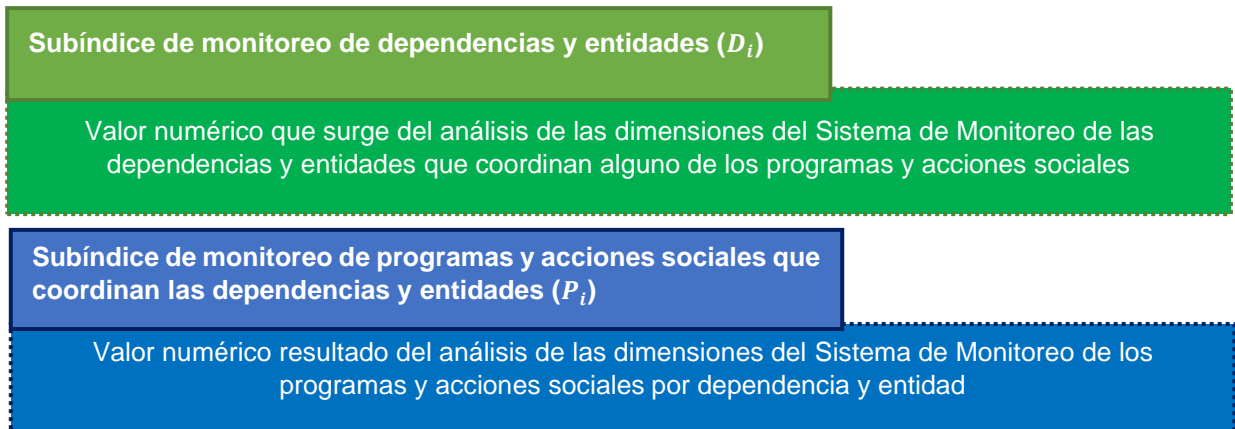 Subíndice de monitoreo de dependencias y entidades (D_i)
Valor numérico que surge del análisis de las dimensiones del Sistema de Monitoreo de las
dependencias y entidades que coordinan alguno de los programas y acciones sociales
Subíndice de monitoreo de programas y acciones sociales que
coordinan las dependencias y entidades (P_i)
Valor numérico resultado del análisis de las dimensiones del Sistema de Monitoreo de los
programas y acciones sociales por dependencia y entidad